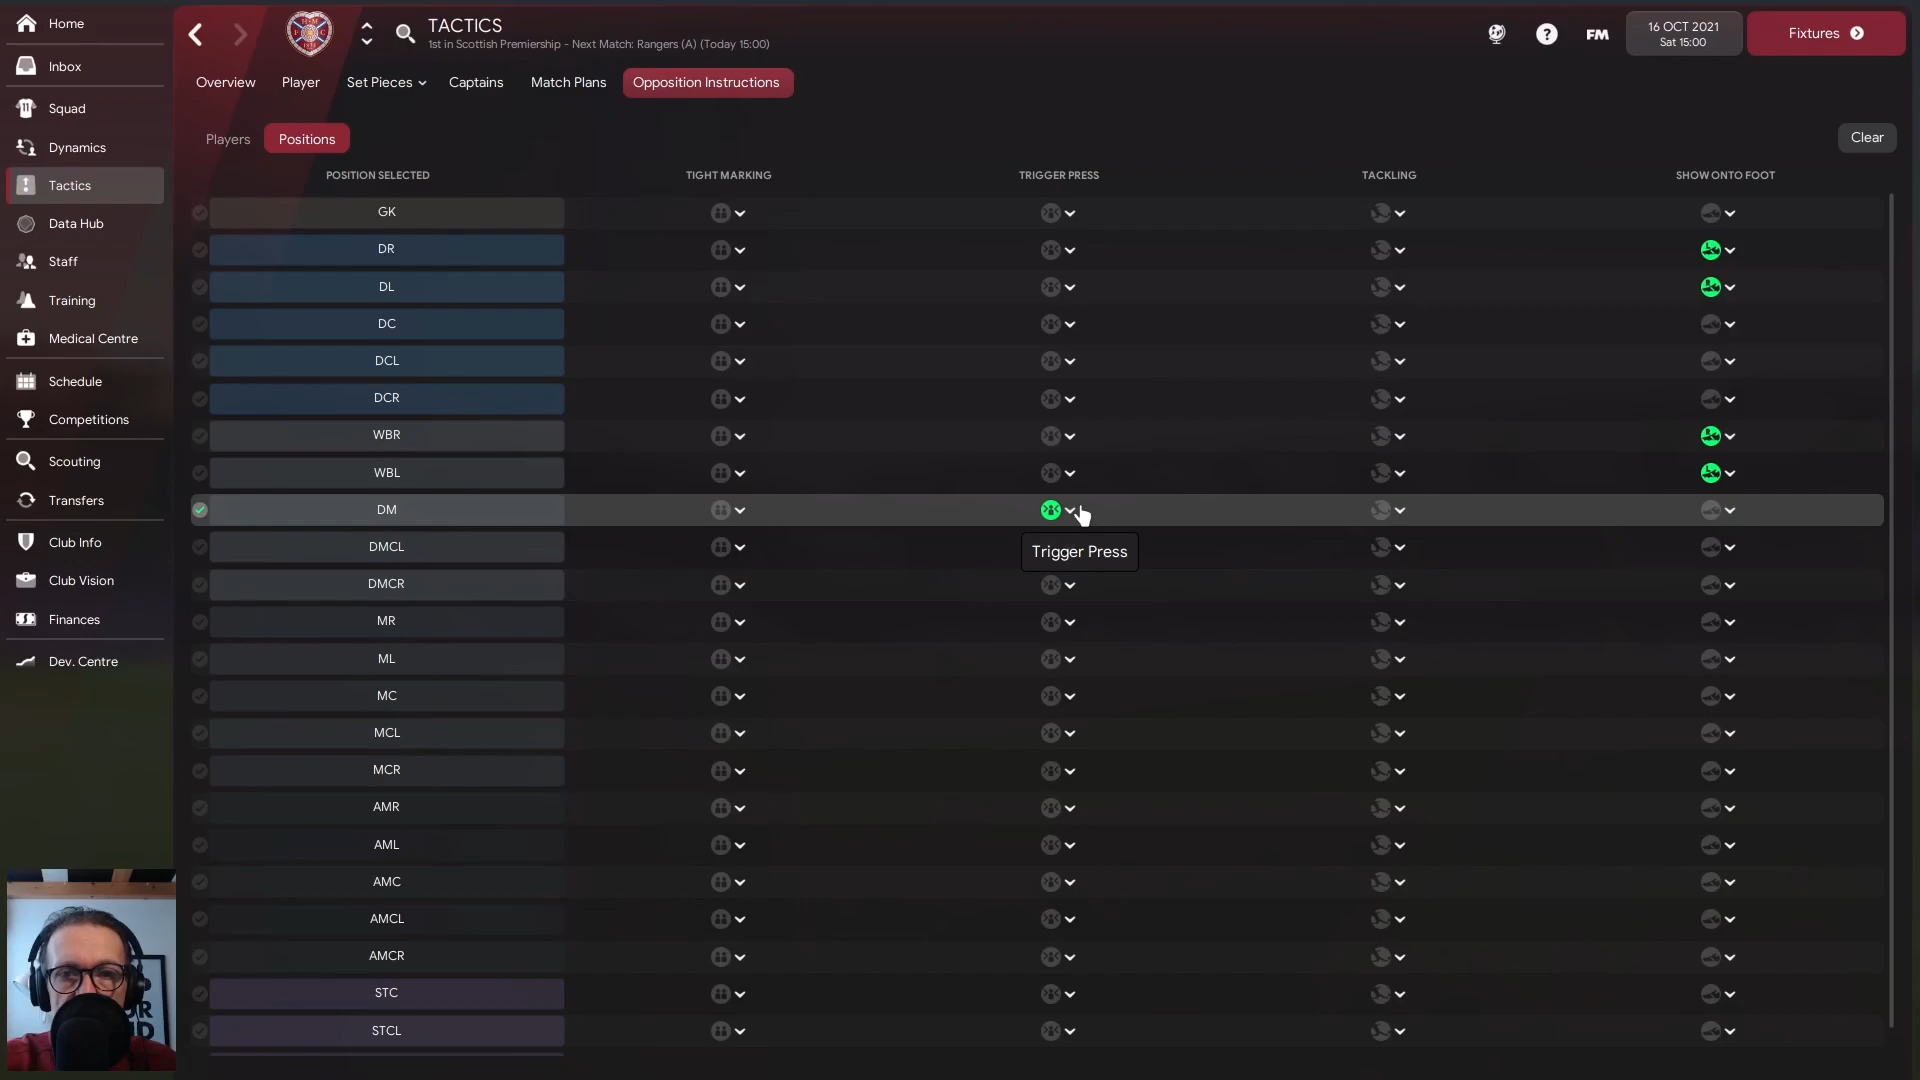 Home
Inbox
Squad
Dynamics
Tactics
Data Hub
Staff
Training
Medical Centre
Schedule
Competitions
Scouting
Transfers
Club Info
Club Vision
Finances
Dev. Centre
TACTICS
1st in Scottish Premiership - Next Match: Rangers (A) (Today 15:00)
FM
16 OCT 2021
Sat 15:00
Fixtures
Overview Player Set Pieces Captains Match Plans Opposition Instructions
Players Positions
Clear
POSITION SELECTED TIGHT MARKING TRIGGER PRESS TACKLING SHOW ONTO FOOT
GK
DR
DL
DC
DCL
DCR
WBR
WBL
DM
Trigger Press
DMCL
DMCR
MR
ML
MC
MCL
MCR
AMR
AML
AMC
AMCL
AMCR
STC
STCL